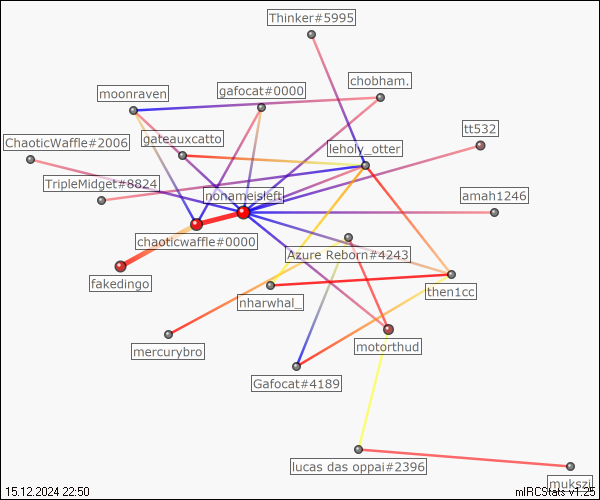 Thinker#5995
chobham.
gafocat#0000
moonraven
tt532
ChaoticWaffle#2006
gateauxcatto
leholy_otter
TripleMidget#8824
nonameisleft
amah1246
chaoticwaffle#0000
Azure Reborn#4243
fakedingo
nharwhal_
then1cc
mercurybro
motorthud
Gafocat#4189
lucas das oppai#2396
mukszi
15.12.2024 22:50
mIRCStats v1.25